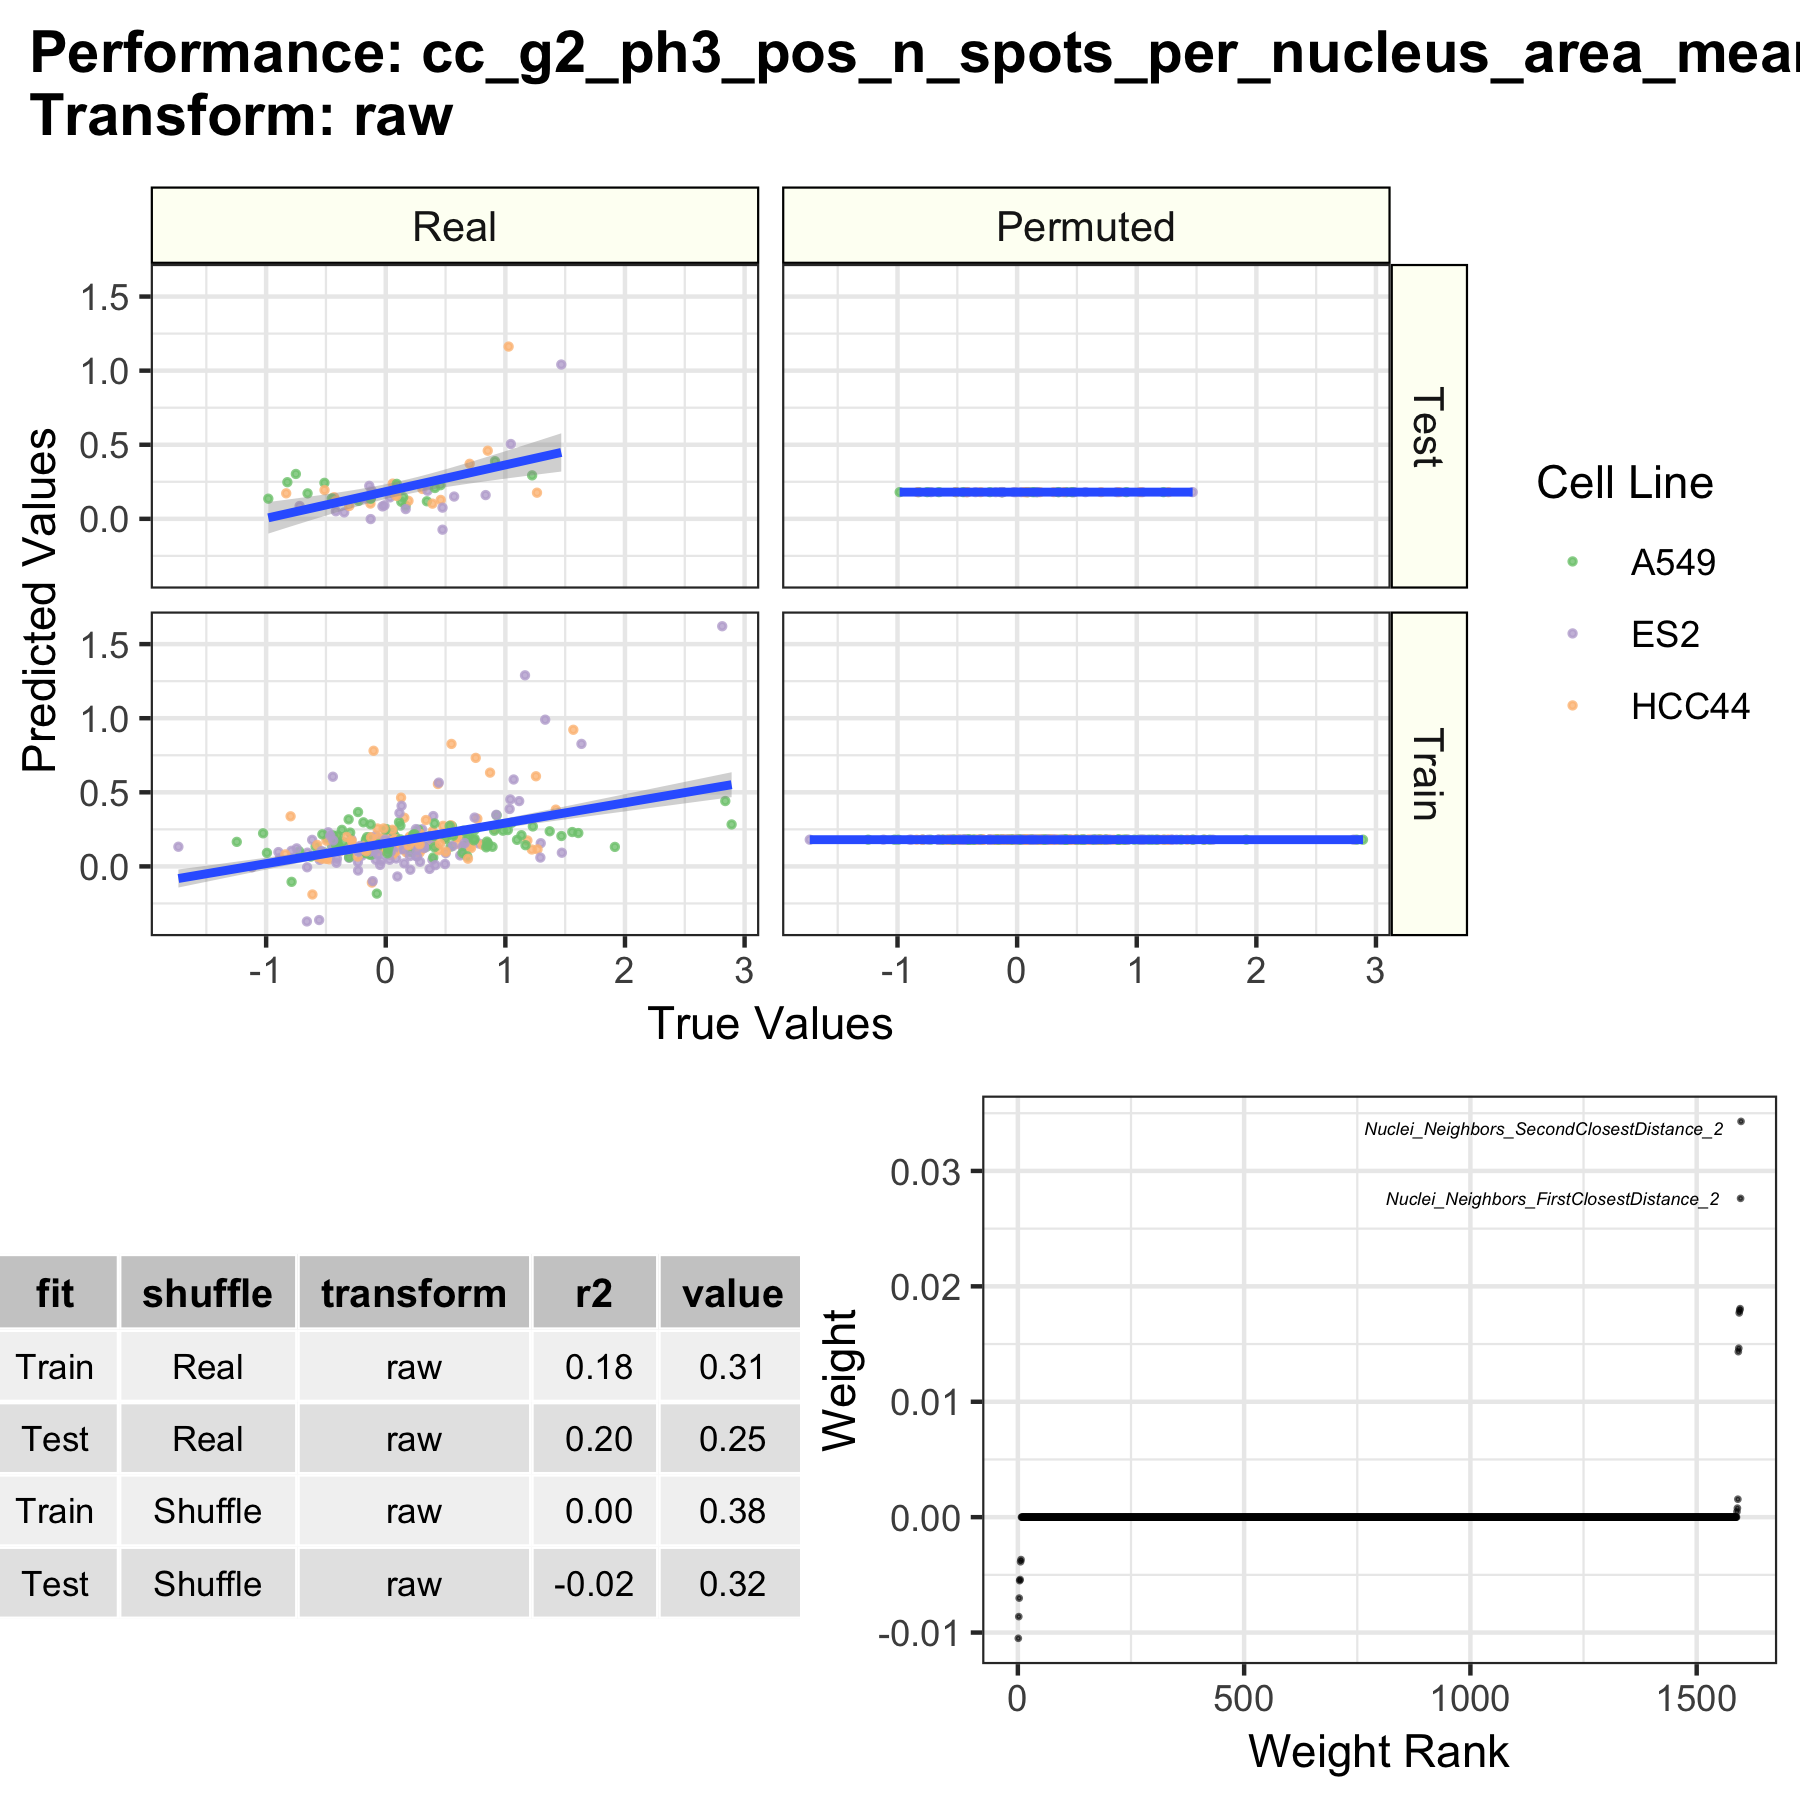 Performance: cc_g2_ph3_pos_n_spots_per_nucleus_area_mean
Transform: raw
Real
Permuted
1.5
1.0
0.5
0.0
Test
1.5
1.0
0.5
0.0
Train
Predicted Values
-1
0
1
2
3
-1
0
1
2
3
True Values
Cell Line
A549
ES2
HCC44
fit shuffle transform r2 value
Train Real raw 0.18 0.31
Test Real raw 0.20 0.25
Train Shuffle raw 0.00 0.38
Test Shuffle raw -0.02 0.32
Nuclei_Neighbors_SecondClosestDistance_2
Nuclei_Neighbors_FirstClosestDistance_2
0.03
0.02
0.01
0.00
-0.01
Weight
0
500
1000
1500
Weight Rank